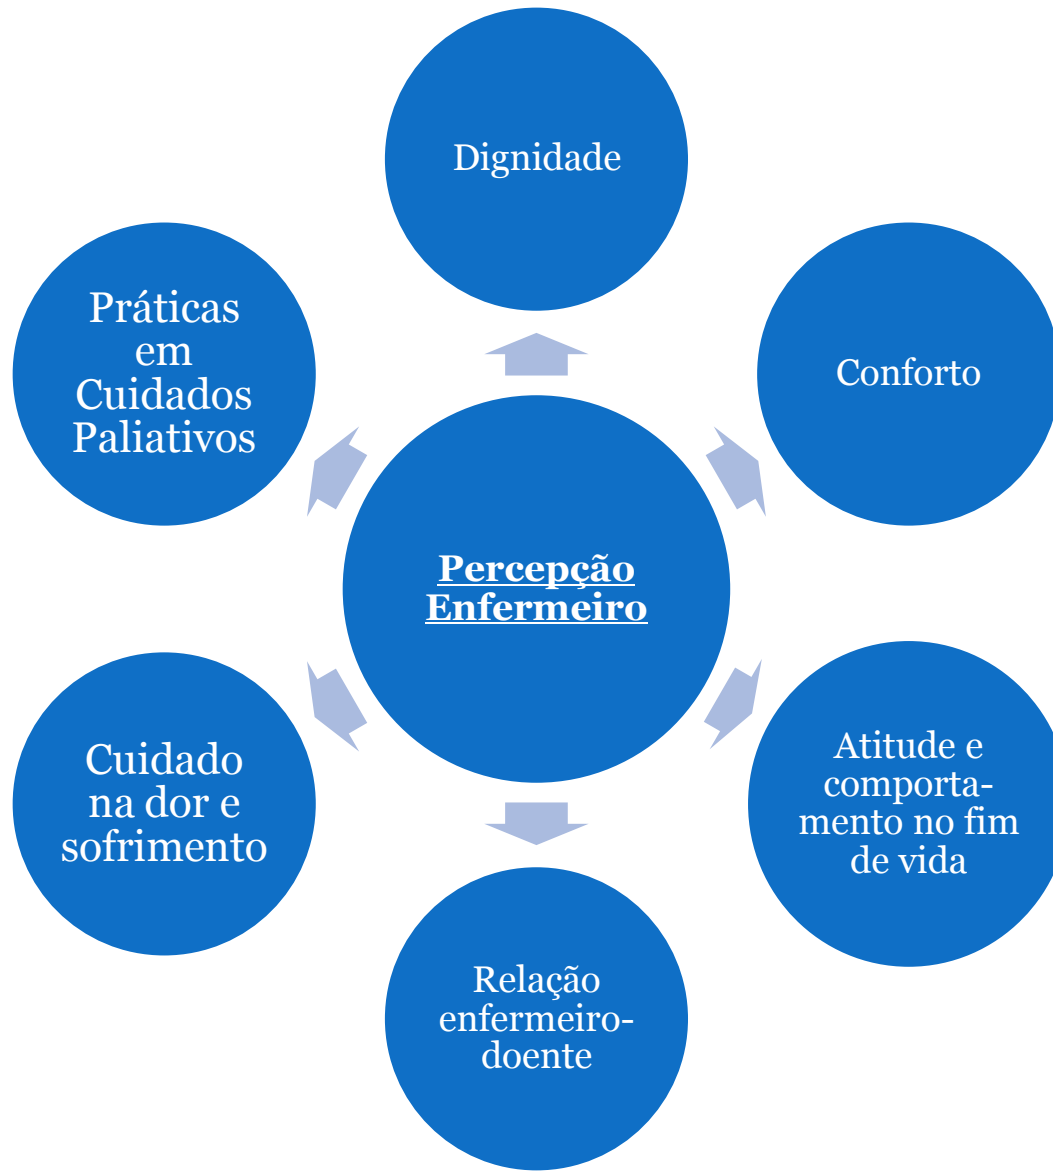 Dignidade
Práticas
em
Cuidados
Paliativos
Conforto
Percepção
Enfermeiro
Cuidado
na dor e
sofrimento
Atitude e
comporta-
mento no fim
de vida
Relação
enfermeiro-
doente